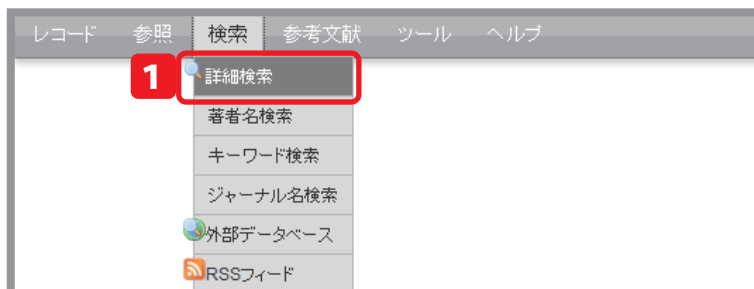 レコード 参照 検索 参考文献 ツール ヘルプ
1 詳細検索
著者名検索
キーワード検索
ジャーナル名検索
外部データベース
RSSフィード